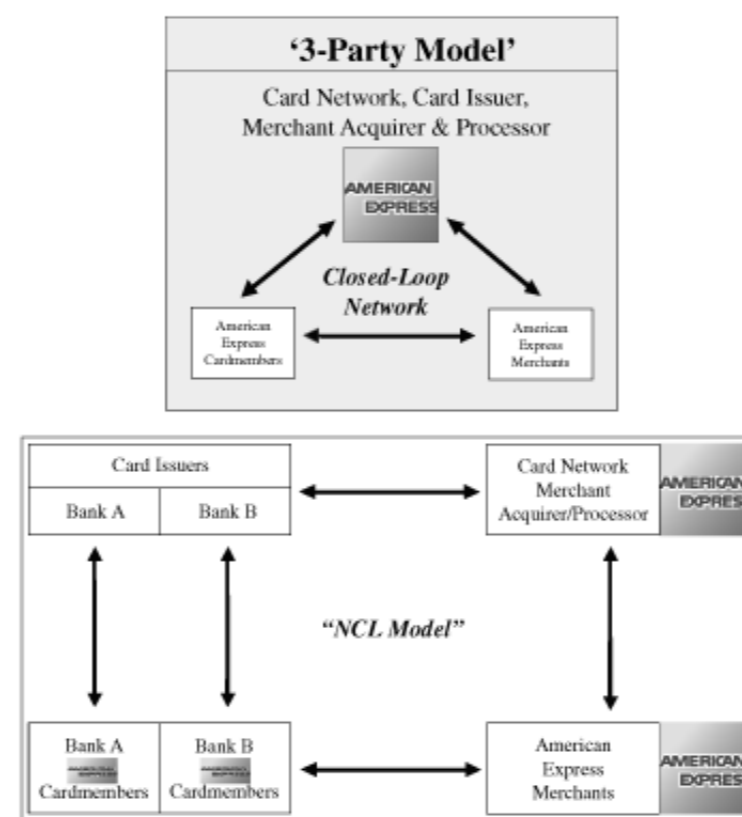 ‘3-Party Model’
Card Network, Card Issuer,
Merchant Acquirer & Processor
AMERICAN
EXPRESS
Closed-Loop
Network
American
Express
Cardmembers
American
Express
Merchants
Card Issuers
Bank A
Bank B
Card Network
Merchant
Acquirer/Processor
AMERICAN
EXPRES
“NCL Model”
Bank A
Cardmembers
Bank B
Cardmembers
American
Express
Merchants
AMERICAN
EXPRES